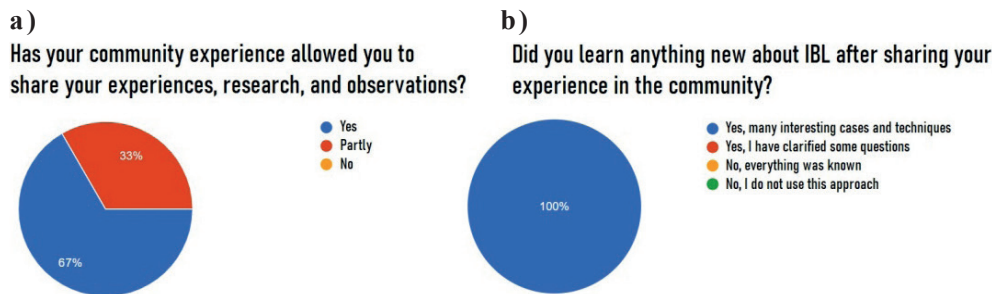 a)
Has your community experience allowed you to
share your experiences, research, and observations?
Yes
Partly
No
33%
67%
b)
Did you learn anything new about IBL after sharing your
experience in the community?
Yes, many interesting cases and techniques
Yes, I have clarified some questions
No, everything was known
No, I do not use this approach
100%